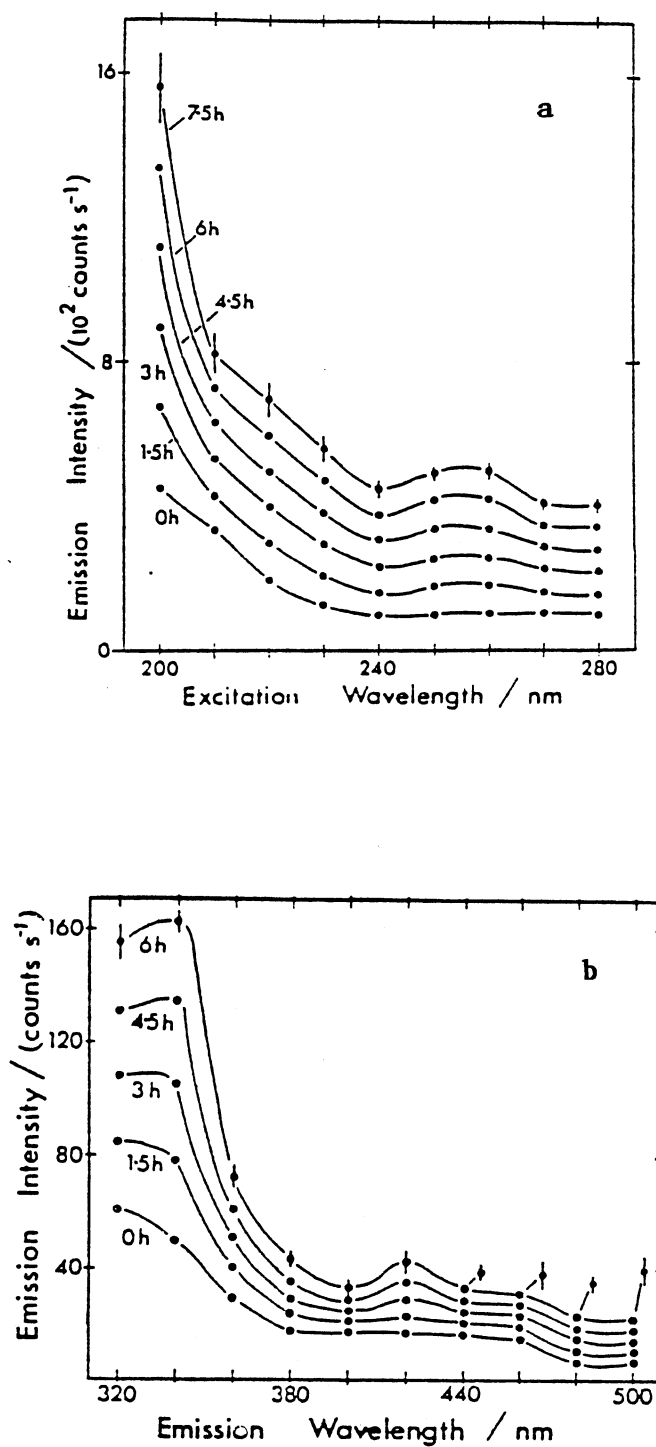 a
16
8
0
7·5h
6h
4·5h
3h
1·5h
0h
Emission Intensity / (10² counts s⁻¹)
200 240 280
Excitation Wavelength / nm
b
160
120
80
40
6h
4·5h
3h
1·5h
0h
Emission Intensity / (counts s⁻¹)
320 380 440 500
Emission Wavelength / nm